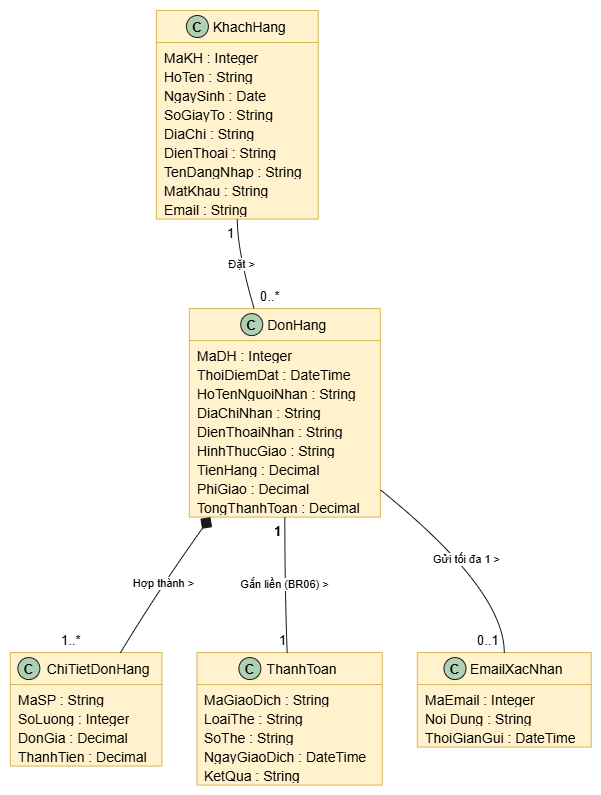 C KhachHang
MaKH : Integer
HoTen : String
NgaySinh : Date
SoGiayTo : String
DiaChi : String
DienThoai : String
TenDangNhap : String
MatKhau : String
Email : String
1
Đặt >
0..*
C DonHang
MaDH : Integer
ThoiDiemDat : DateTime
HoTenNguoiNhan : String
DiaChiNhan : String
DienThoaiNhan : String
HinhThucGiao : String
TienHang : Decimal
PhiGiao : Decimal
TongThanhToan : Decimal
1
Hợp thành >
Gắn liền (BR06) >
Gửi tối đa 1 >
1..*
1
0..1
C ChiTietDonHang
MaSP : String
SoLuong : Integer
DonGia : Decimal
ThanhTien : Decimal
C ThanhToan
MaGiaoDich : String
LoaiThe : String
SoThe : String
NgayGiaoDich : DateTime
KetQua : String
C EmailXacNhan
MaEmail : Integer
Noi Dung : String
ThoiGianGui : DateTime